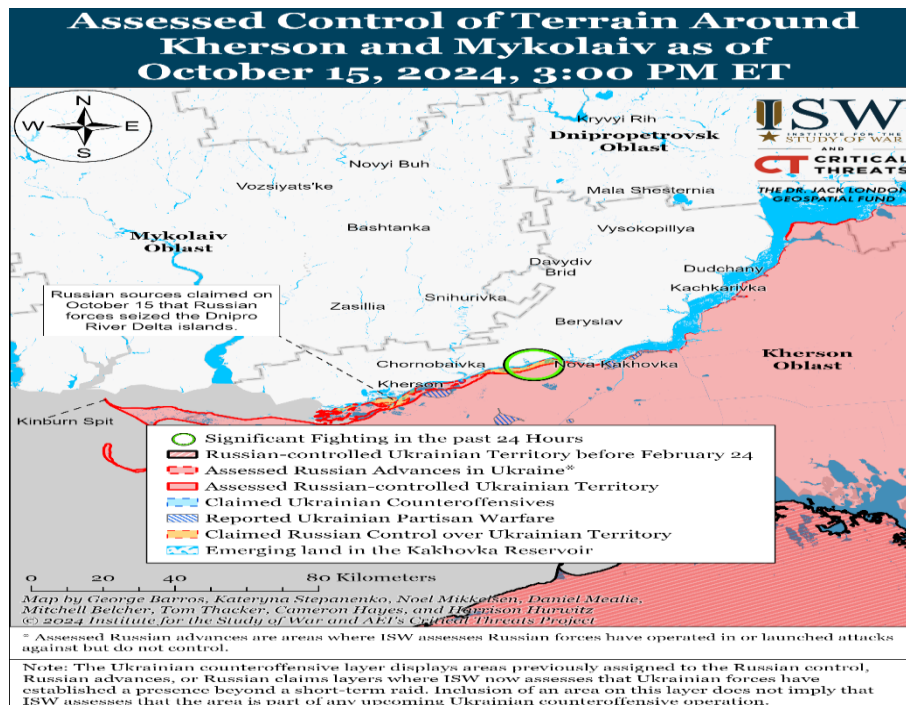 Assessed Control of Terrain Around
Kherson and Mykolaiv as of
October 15, 2024, 3:00 PM ET
N
W E
S
ISW
INSTITUTE FOR THE
STUDY OF WAR
AND
CT CRITICAL
THREATS
THE DR. JACK LONDON
GEOSPATIAL FUND
Kryvyi Rih
Dnipropetrovsk
Oblast
Novyi Buh
Vozsiyats'ke
Mala Shesternia
Bashtanka
Vysokopillya
Mykolaiv
Oblast
Davydiv
Brid
Dudchany
Kachkarivka
Russian sources claimed on
October 15 that Russian
forces seized the Dnipro
River Delta islands.
Zasillia
Snihurivka
Beryslav
Chornobaivka
Nova Kakhovka
Kherson
Oblast
Kherson
Kinburn Spit
Significant Fighting in the past 24 Hours
Russian-controlled Ukrainian Territory before February 24
Assessed Russian Advances in Ukraine*
Assessed Russian-controlled Ukrainian Territory
Claimed Ukrainian Counteroffensives
Reported Ukrainian Partisan Warfare
Claimed Russian Control over Ukrainian Territory
Emerging land in the Kakhovka Reservoir
0 20 40 80 Kilometers
Map by George Barros, Kateryna Stepanenko, Noel Mikkelsen, Daniel Mealie,
Mitchell Belcher, Tom Thacker, Cameron Hayes, and Harrison Hurwitz
© 2024 Institute for the Study of War and AEI's Critical Threats Project
* Assessed Russian advances are areas where ISW assesses Russian forces have operated in or launched attacks
against but do not control.
Note: The Ukrainian counteroffensive layer displays areas previously assigned to the Russian control,
Russian advances, or Russian claims layers where ISW now assesses that Ukrainian forces have
established a presence beyond a short-term raid. Inclusion of an area on this layer does not imply that
ISW assesses that the area is part of any upcoming Ukrainian counteroffensive operation.